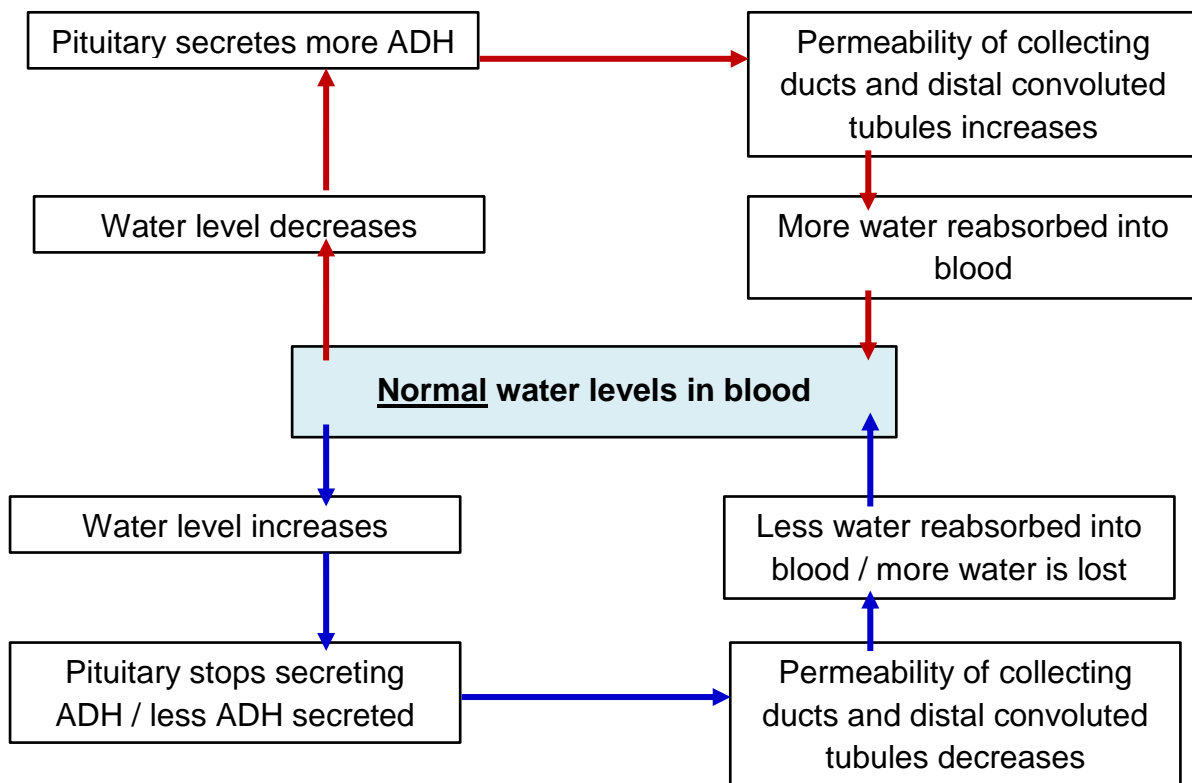 Pituitary secretes more ADH
Permeability of collecting
ducts and distal convoluted
tubules increases
Water level decreases
More water reabsorbed into
blood
Normal water levels in blood
Water level increases
Less water reabsorbed into
blood / more water is lost
Pituitary stops secreting
ADH / less ADH secreted
Permeability of collecting
ducts and distal convoluted
tubules decreases